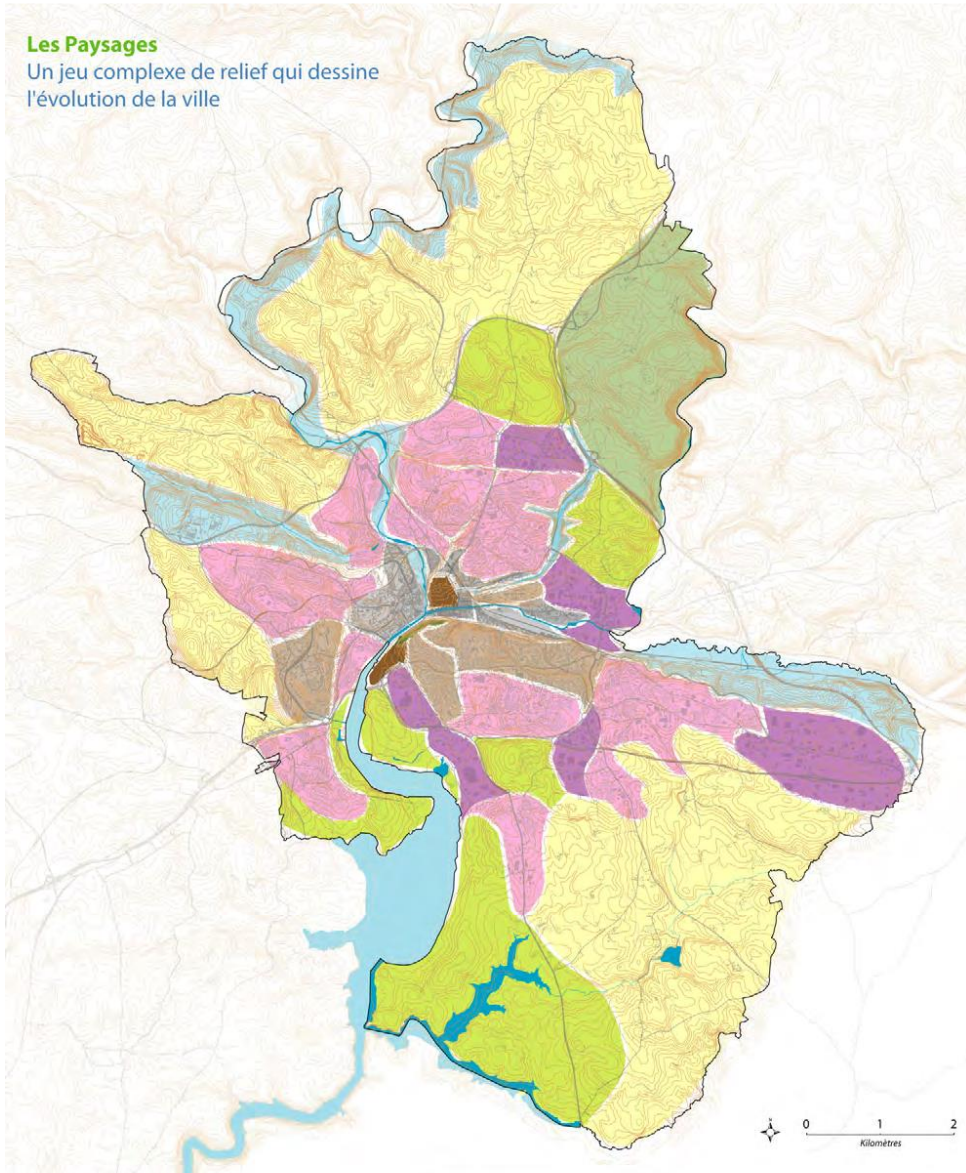 Les Paysages
Un jeu complexe de relief qui dessine
l'évolution de la ville
0 1 2
Kilomètres